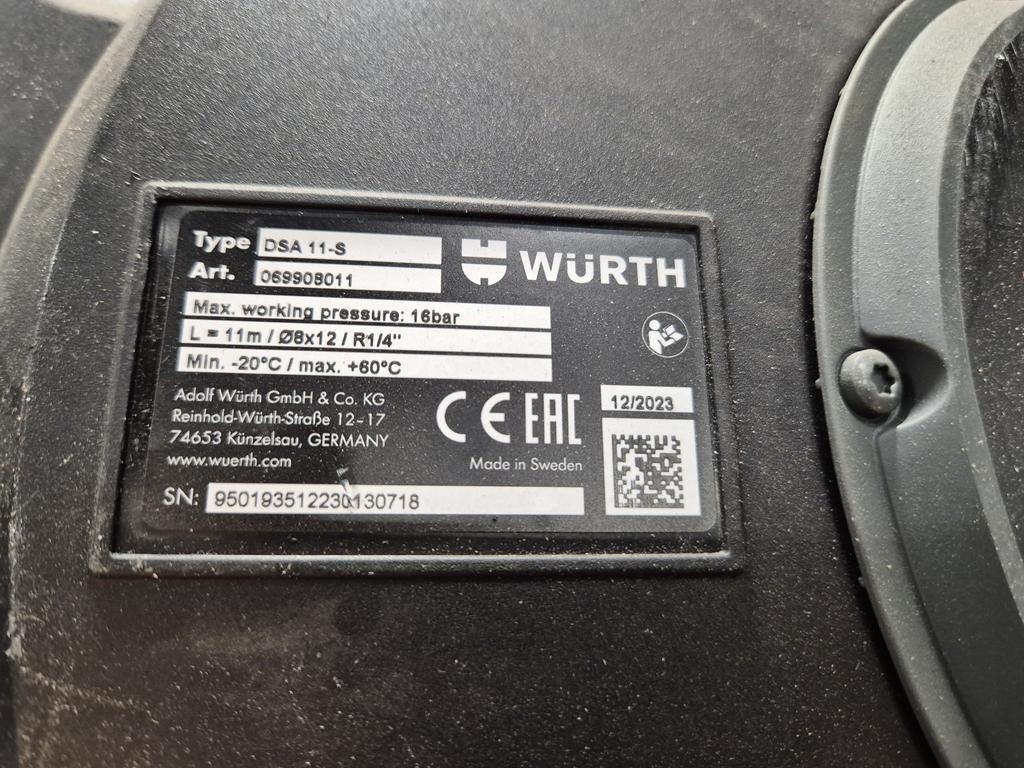 Type DSA 11-S
Art. 069908011
WÜRTH
Max. working pressure: 16bar
L = 11m / Ø8x12 / R1/4"
Min. -20°C / max. +60°C
Adolf Würth GmbH & Co. KG
Reinhold-Würth-Straße 12-17
74653 Künzelsau, GERMANY
www.wuerth.com
CE EAC
12/2023
Made in Sweden
SN: 950193512230130718